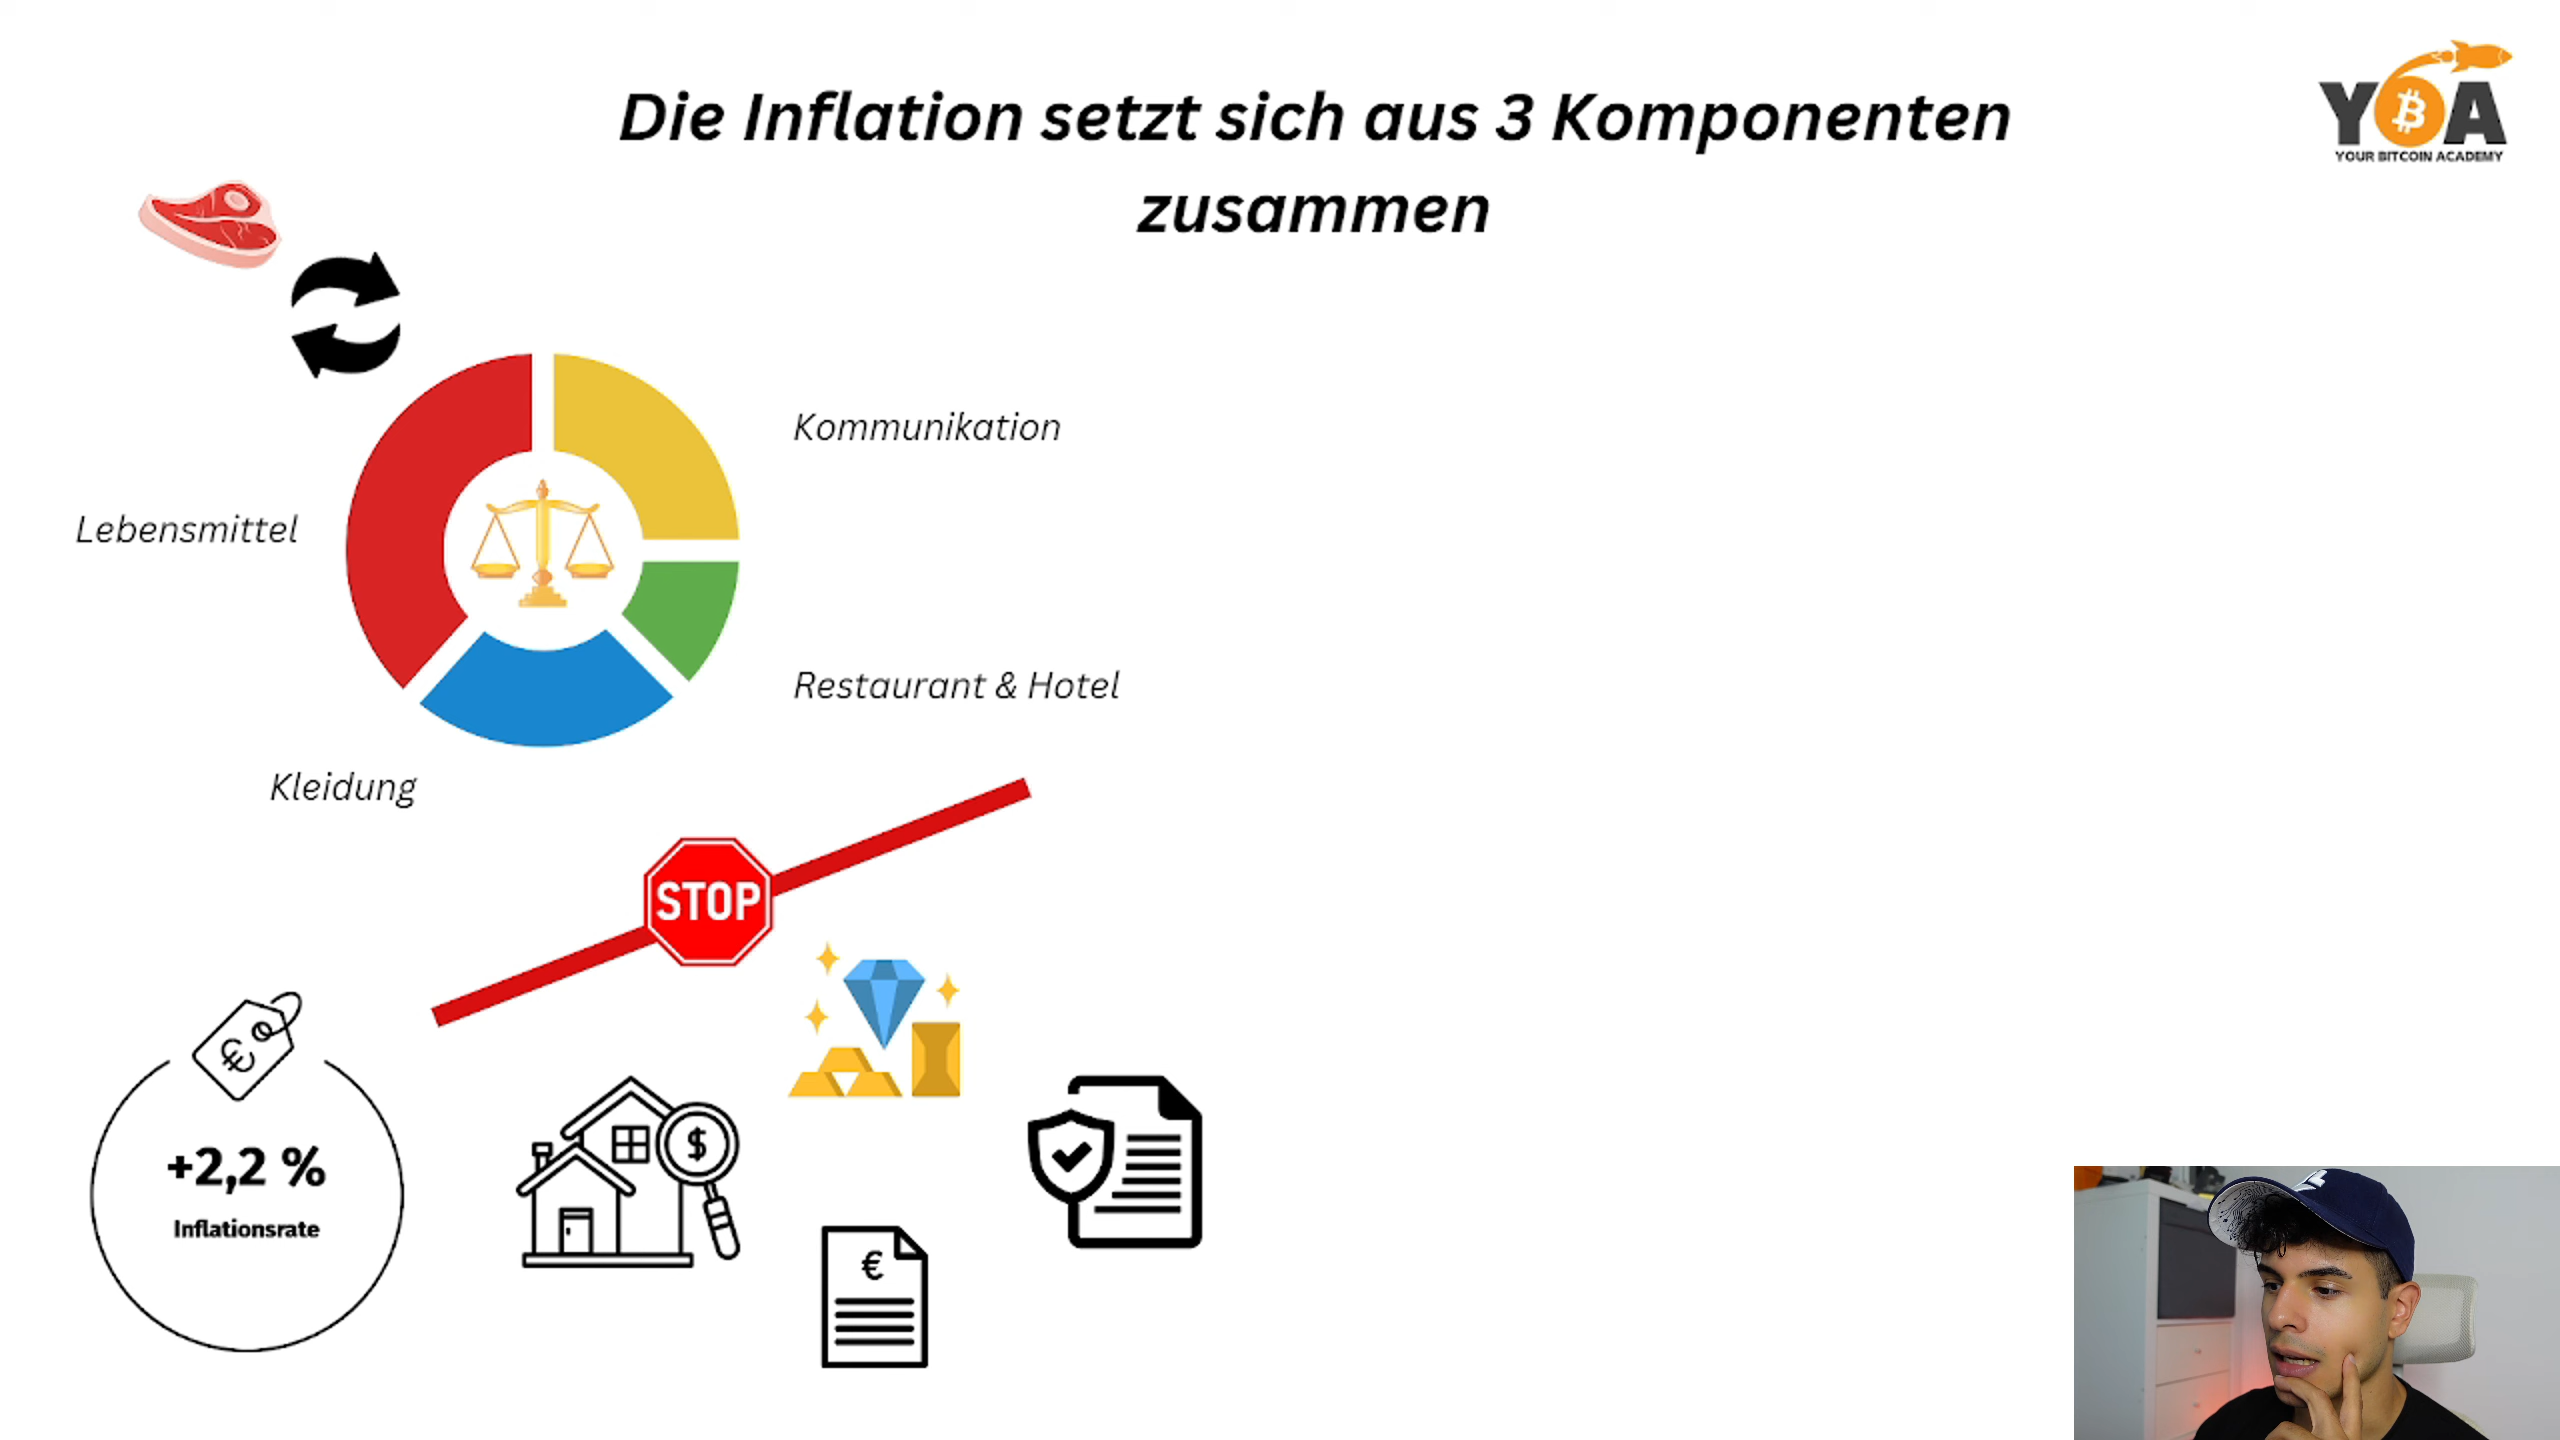 Die Inflation setzt sich aus 3 Komponenten
zusammen
Y₿A
YOUR BITCOIN ACADEMY
Kommunikation
Lebensmittel
Restaurant & Hotel
Kleidung
STOP
€
+2,2 %
Inflationsrate
$
€